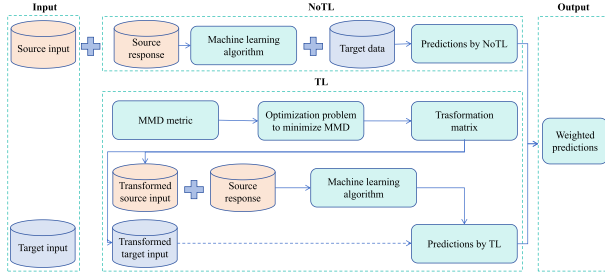 Input
NoTL
Output
Source input
Source
response
Machine learning
algorithm
Target data
Predictions by NoTL
TL
MMD metric
Optimization problem
to minimize MMD
Trasformation
matrix
Weighted
predictions
Transformed
source input
Source
response
Machine learning
algorithm
Target input
Transformed
target input
Predictions by TL